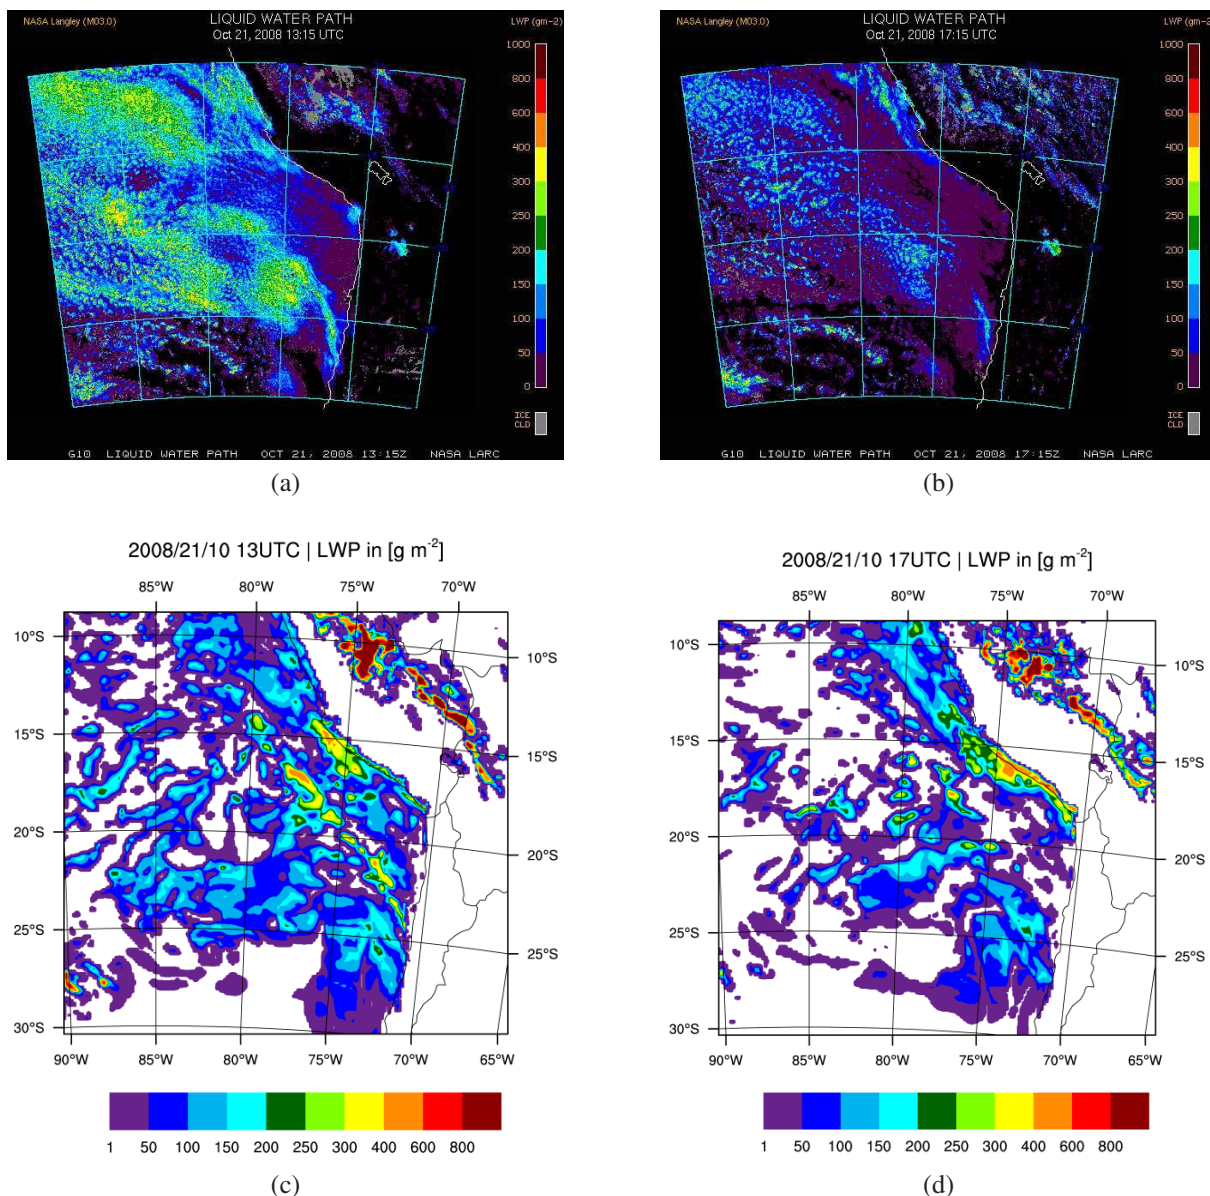 NASA Langley (M03.0)
LIQUID WATER PATH
Oct 21, 2008 13:15 UTC
LWP (gm-2)
1000
800
600
400
300
250
200
150
100
50
0
ICE
CLD
G10 LIQUID WATER PATH OCT 21, 2008 13:15Z NASA LARC
(a)
NASA Langley (M03.0)
LIQUID WATER PATH
Oct 21, 2008 17:15 UTC
LWP (gm-2)
1000
800
600
400
300
250
200
150
100
50
0
ICE
CLD
G10 LIQUID WATER PATH OCT 21, 2008 17:15Z NASA LARC
(b)
2008/21/10 13UTC | LWP in [g m-2]
85°W 80°W 75°W 70°W
10°S
15°S
20°S
25°S
30°S
10°S
15°S
20°S
25°S
90°W 85°W 80°W 75°W 70°W 65°W
1 50 100 150 200 250 300 400 600 800
(c)
2008/21/10 17UTC | LWP in [g m-2]
85°W 80°W 75°W 70°W
10°S
15°S
20°S
25°S
30°S
10°S
15°S
20°S
25°S
90°W 85°W 80°W 75°W 70°W 65°W
1 50 100 150 200 250 300 400 600 800
(d)